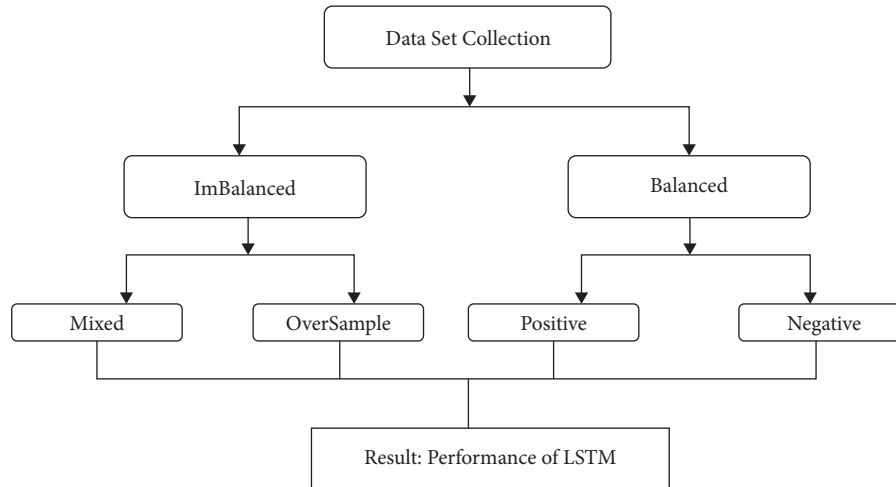 Data Set Collection
ImBalanced
Balanced
Mixed
OverSample
Positive
Negative
Result: Performance of LSTM